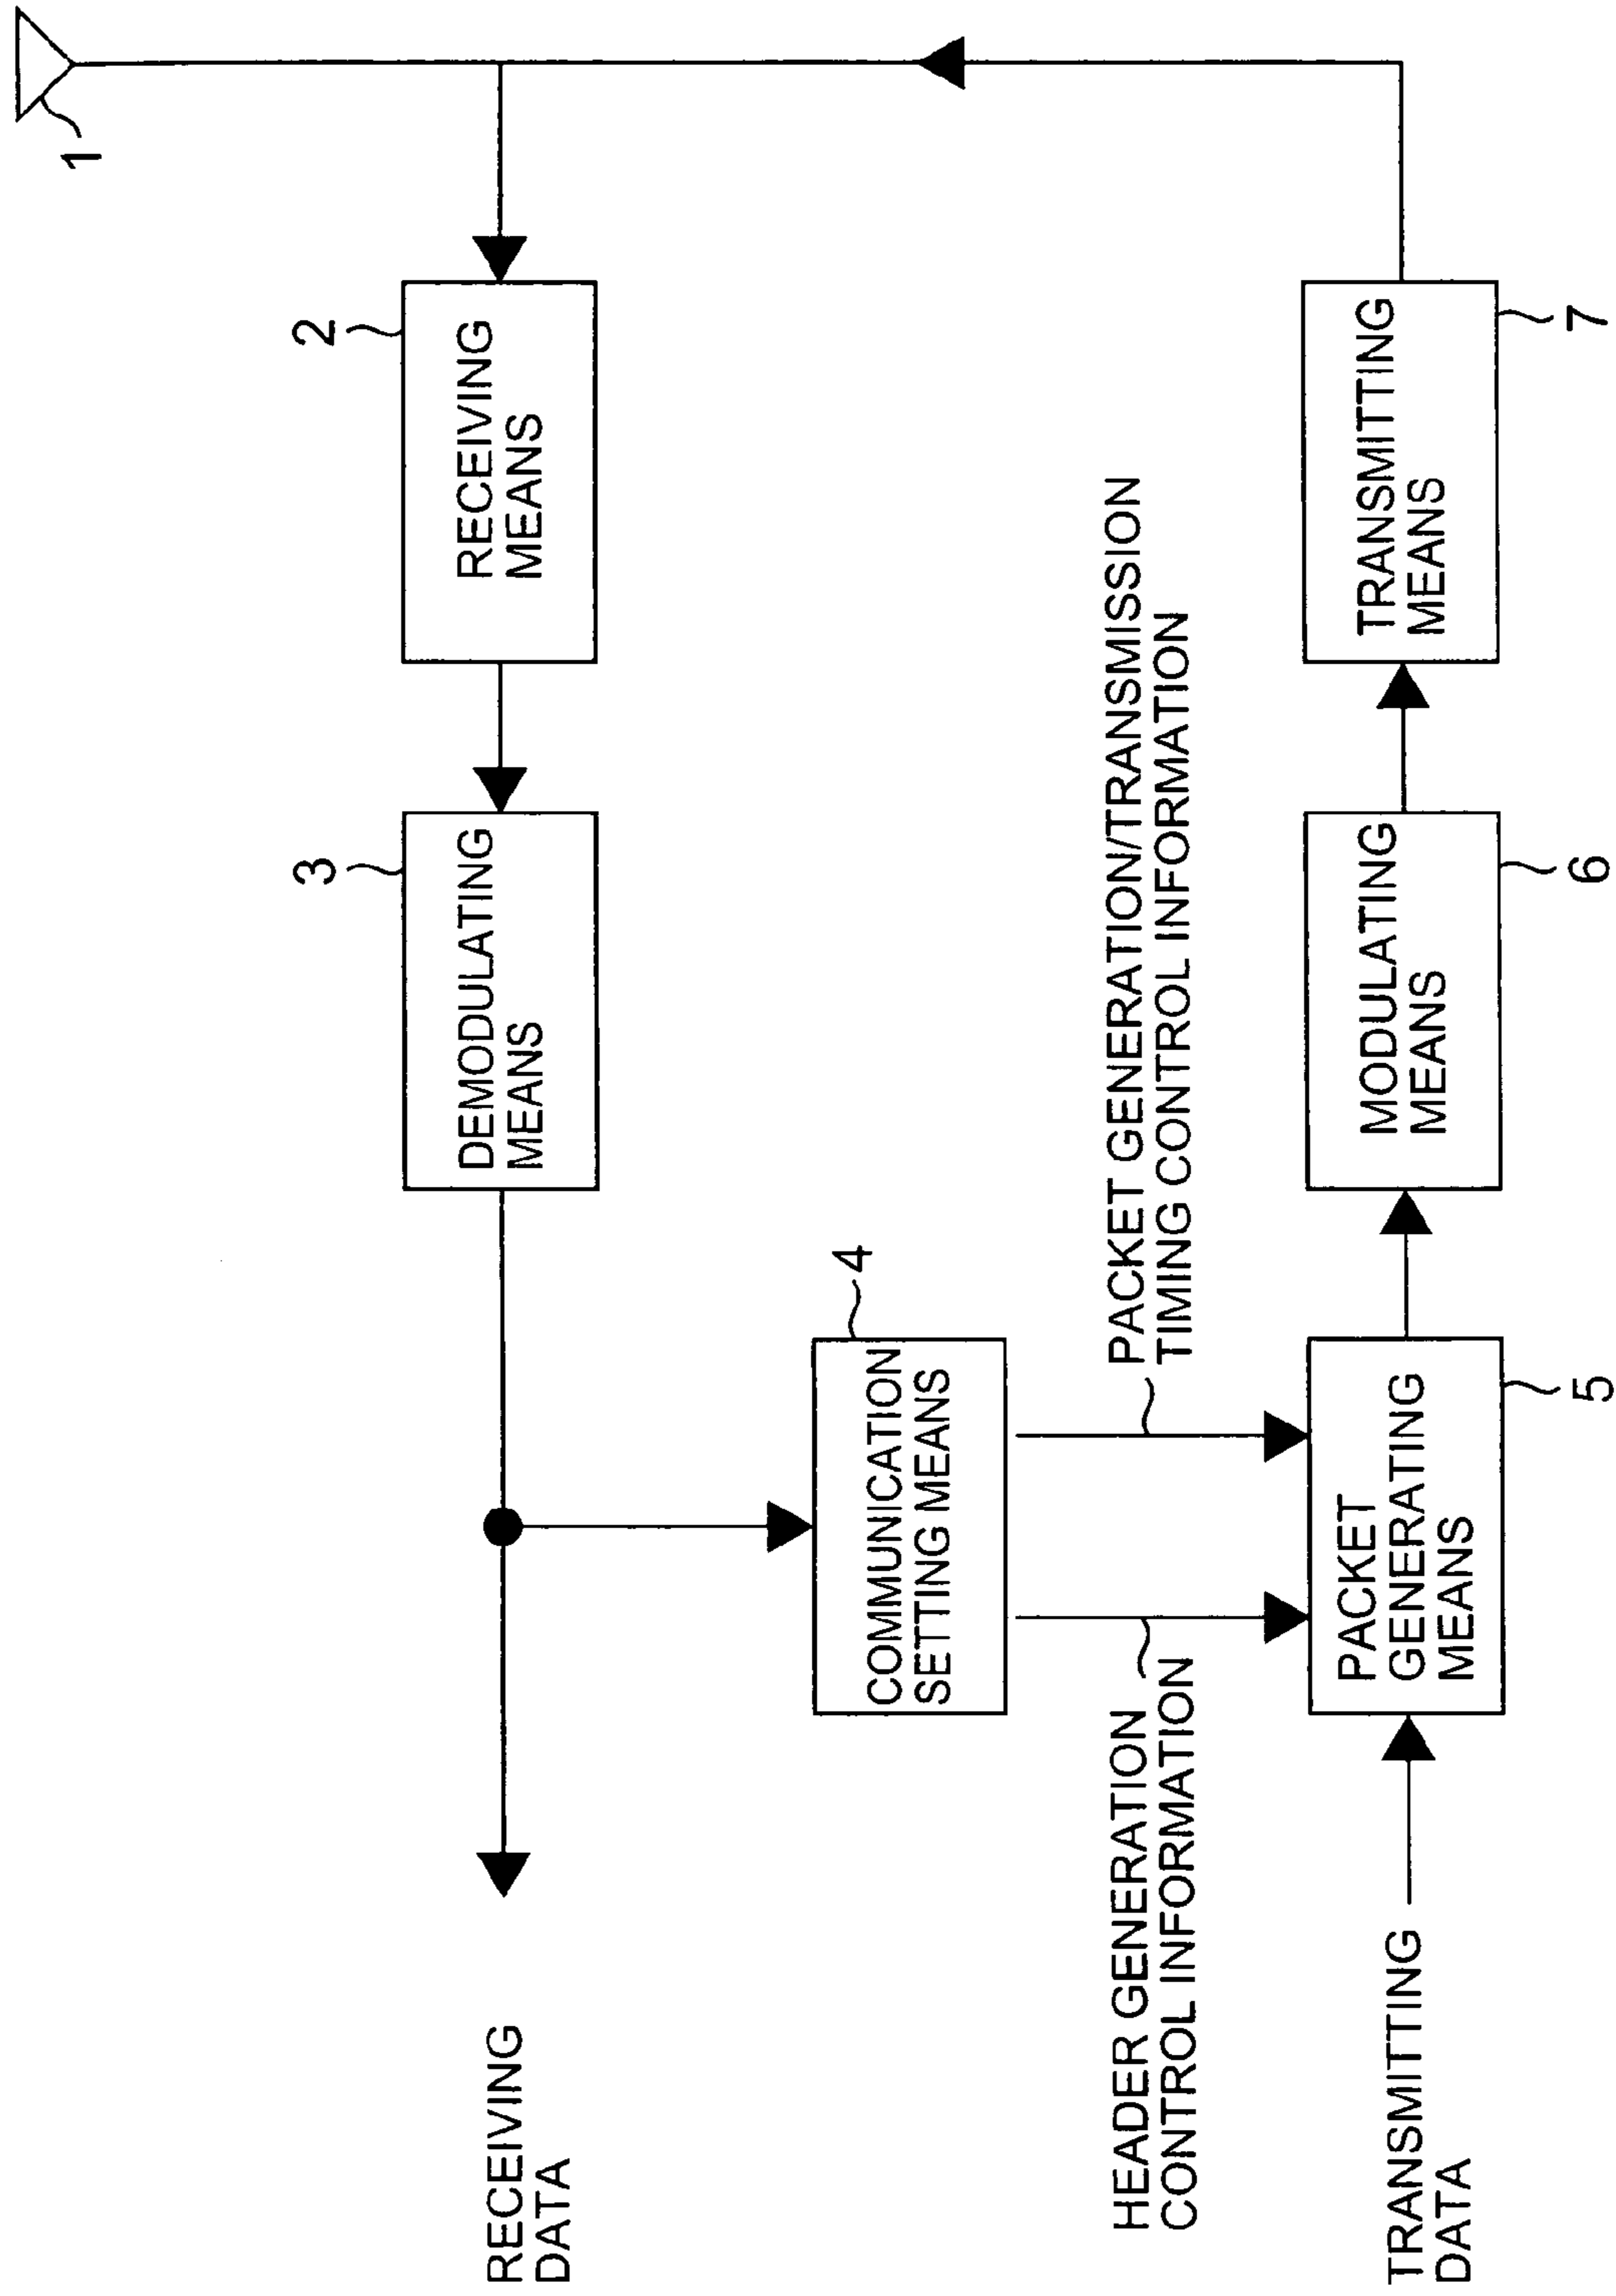 RECEIVING
DATA
3
DEMODULATING
MEANS
2
RECEIVING
MEANS
1
4
COMMUNICATION
SETTING MEANS
HEADER GENERATION
CONTROL INFORMATION
PACKET GENERATION/TRANSMISSION
TIMING CONTROL INFORMATION
TRANSMITTING
DATA
PACKET
GENERATING
MEANS
5
MODULATING
MEANS
6
TRANSMITTING
MEANS
7